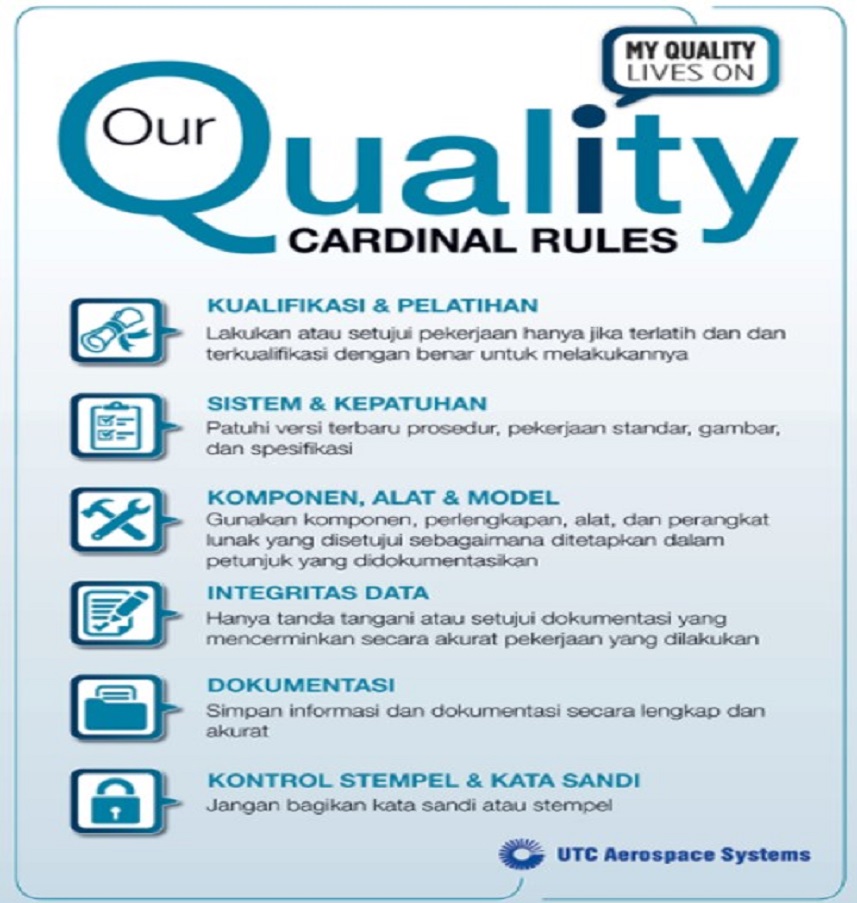 MY QUALITY
LIVES ON
Our
Quality
CARDINAL RULES
KUALIFIKASI & PELATIHAN
Lakukan atau setujui pekerjaan hanya jika terlatih dan dan
terkualifikasi dengan benar untuk melakukannya
SISTEM & KEPATUHAN
Patuhi versi terbaru prosedur, pekerjaan standar, gambar,
dan spesifikasi
KOMPONEN, ALAT & MODEL
Gunakan komponen, perlengkapan, alat, dan perangkat
lunak yang disetujui sebagaimana ditetapkan dalam
petunjuk yang didokumentasikan
INTEGRITAS DATA
Hanya tanda tangani atau setujui dokumentasi yang
mencerminkan secara akurat pekerjaan yang dilakukan
DOKUMENTASI
Simpan informasi dan dokumentasi secara lengkap dan
akurat
KONTROL STEMPEL & KATA SANDI
Jangan bagikan kata sandi atau stempel
UTC Aerospace Systems